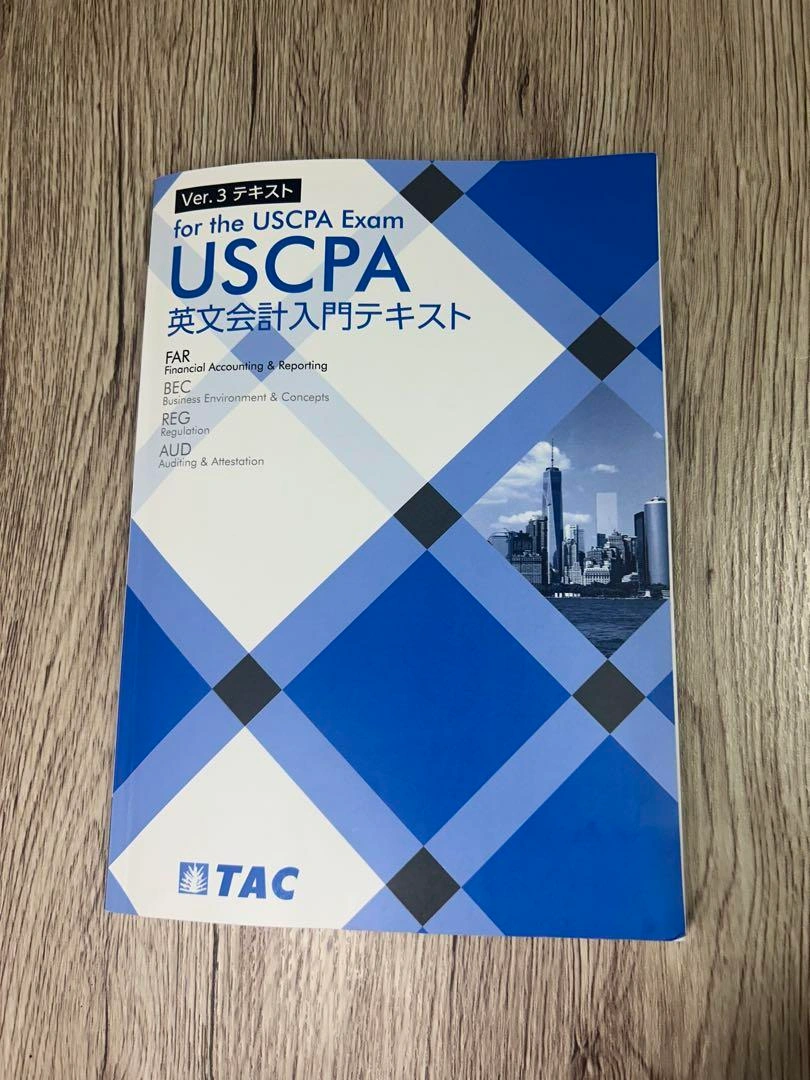 Ver. 3 テキスト
for the USCPA Exam
USCPA
英文会計入門テキスト
FAR
Financial Accounting & Reporting
BEC
Business Environment & Concepts
REG
Regulation
AUD
Auditing & Attestation
TAC